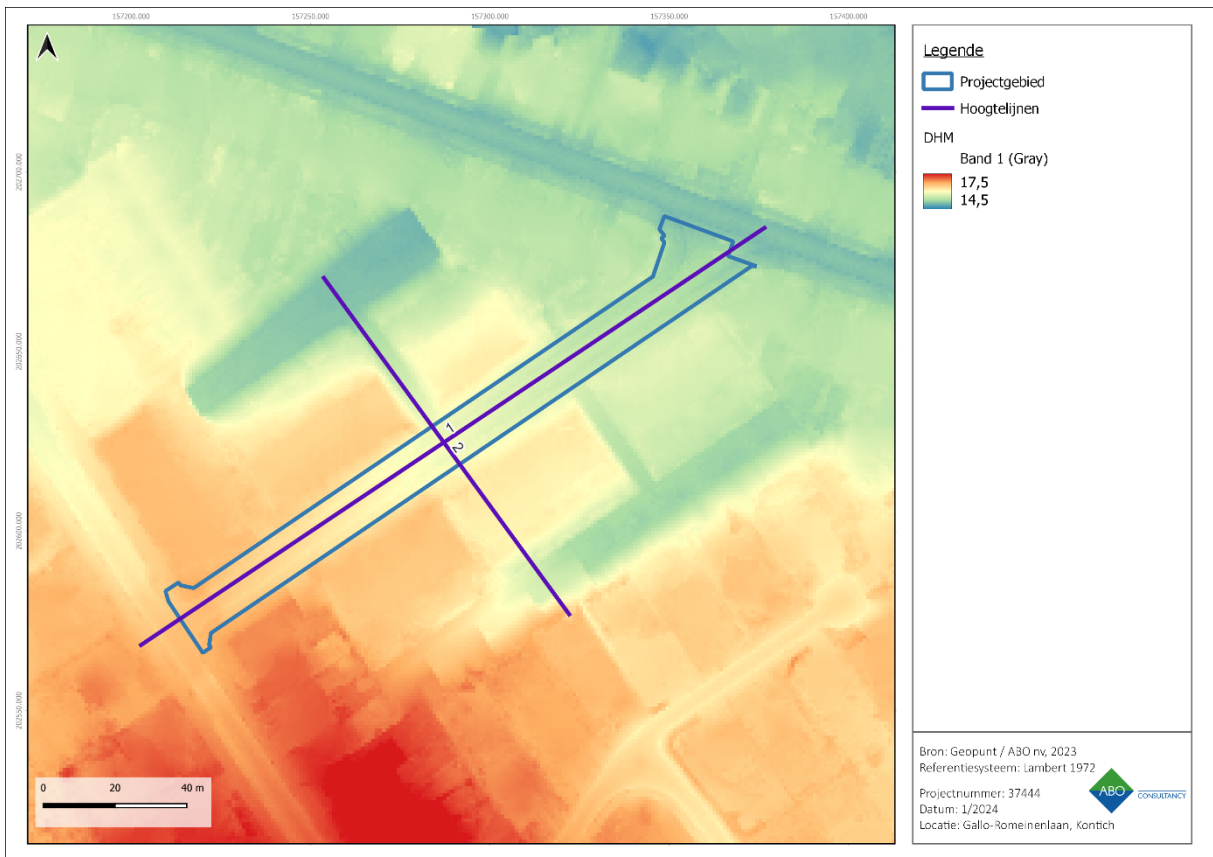 157200.000 157250.000 157300.000 157350.000 157400.000
202700.000
202650.000
202600.000
202550.000
1
2
0 20 40 m
Legende
Projectgebied
Hoogtelijnen
DHM
Band 1 (Gray)
17,5
14,5
Bron: Geopunt / ABO nv, 2023
Referentiesysteem: Lambert 1972
Projectnummer: 37444
Datum: 1/2024
Locatie: Gallo-Romeinenlaan, Kontich
ABO CONSULTANCY